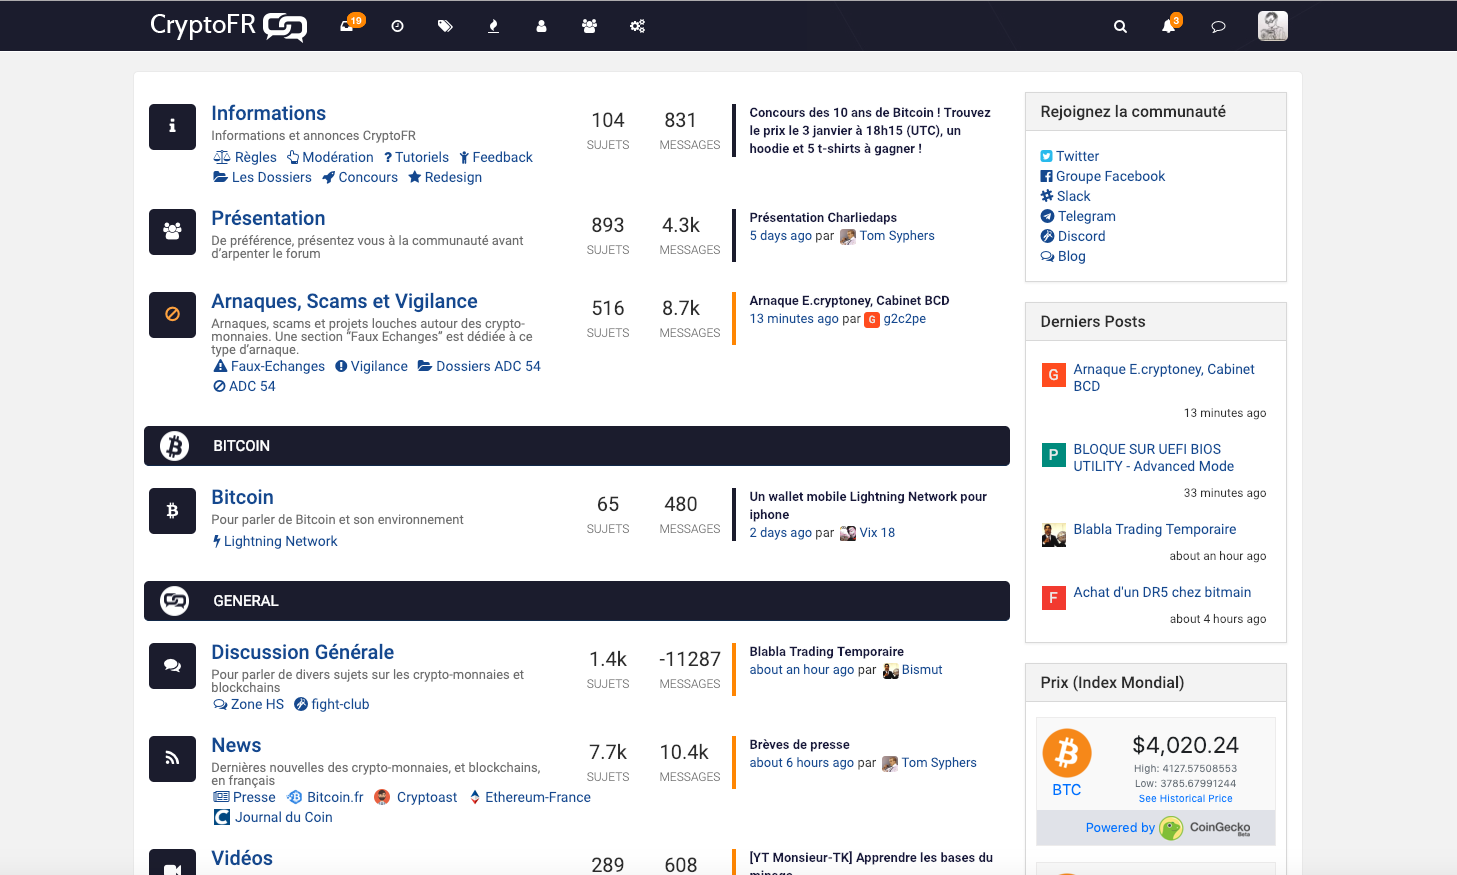 CryptoFR
19
3
Informations
Informations et annonces CryptoFR
Règles Modération ? Tutoriels Feedback
Les Dossiers Concours Redesign
104
SUJETS
831
MESSAGES
Concours des 10 ans de Bitcoin ! Trouvez
le prix le 3 janvier à 18h15 (UTC), un
hoodie et 5 t-shirts à gagner !
Présentation
De préférence, présentez vous à la communauté avant
d’arpenter le forum
893
SUJETS
4.3k
MESSAGES
Présentation Charliedaps
5 days ago par Tom Syphers
Arnaques, Scams et Vigilance
Arnaques, scams et projets louches autour des crypto-
monnaies. Une section “Faux Echanges” est dédiée à ce
type d’arnaque.
Faux-Echanges Vigilance Dossiers ADC 54
ADC 54
516
SUJETS
8.7k
MESSAGES
Arnaque E.cryptoney, Cabinet BCD
13 minutes ago par G g2c2pe
BITCOIN
Bitcoin
Pour parler de Bitcoin et son environnement
Lightning Network
65
SUJETS
480
MESSAGES
Un wallet mobile Lightning Network pour
iphone
2 days ago par Vix 18
GENERAL
Discussion Générale
Pour parler de divers sujets sur les crypto-monnaies et
blockchains
Zone HS fight-club
1.4k
SUJETS
-11287
MESSAGES
Blabla Trading Temporaire
about an hour ago par Bismut
News
Dernières nouvelles des crypto-monnaies, et blockchains,
en français
Presse Bitcoin.fr Cryptoast Ethereum-France
Journal du Coin
7.7k
SUJETS
10.4k
MESSAGES
Brèves de presse
about 6 hours ago par Tom Syphers
Vidéos
289
608
[YT Monsieur-TK] Apprendre les bases du
Rejoignez la communauté
Twitter
Groupe Facebook
Slack
Telegram
Discord
Blog
Derniers Posts
G
Arnaque E.cryptoney, Cabinet
BCD
13 minutes ago
P
BLOQUE SUR UEFI BIOS
UTILITY - Advanced Mode
33 minutes ago
Blabla Trading Temporaire
about an hour ago
F
Achat d'un DR5 chez bitmain
about 4 hours ago
Prix (Index Mondial)
BTC
$4,020.24
High: 4127.57508553
Low: 3785.67991244
See Historical Price
Powered by CoinGecko
Beta